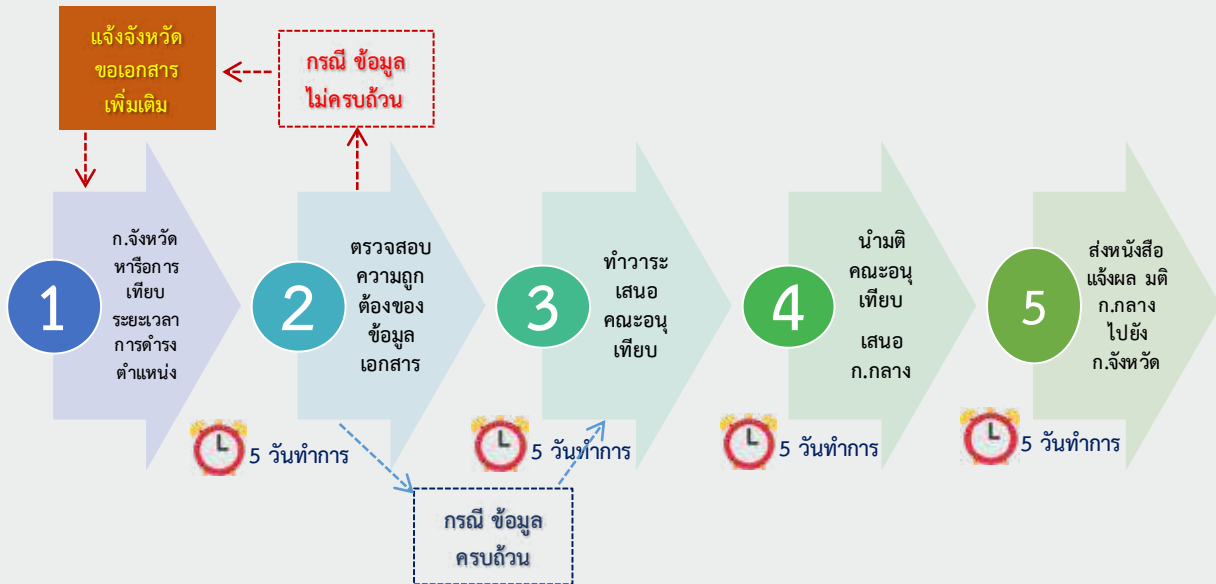 แจ้งจังหวัด
ขอเอกสาร
เพิ่มเติม
กรณี ข้อมูล
ไม่ครบถ้วน
1
ก.จังหวัด
หารือการ
เทียบ
ระยะเวลา
การดำรง
ตำแหน่ง
2
ตรวจสอบ
ความถูก
ต้องของ
ข้อมูล
เอกสาร
3
ทำวาระ
เสนอ
คณะอนุ
เทียบ
4
นำมติ
คณะอนุ
เทียบ
เสนอ
ก.กลาง
5
ส่งหนังสือ
แจ้งผล มติ
ก.กลาง
ไปยัง
ก.จังหวัด
5 วันทำการ
5 วันทำการ
5 วันทำการ
5 วันทำการ
กรณี ข้อมูล
ครบถ้วน